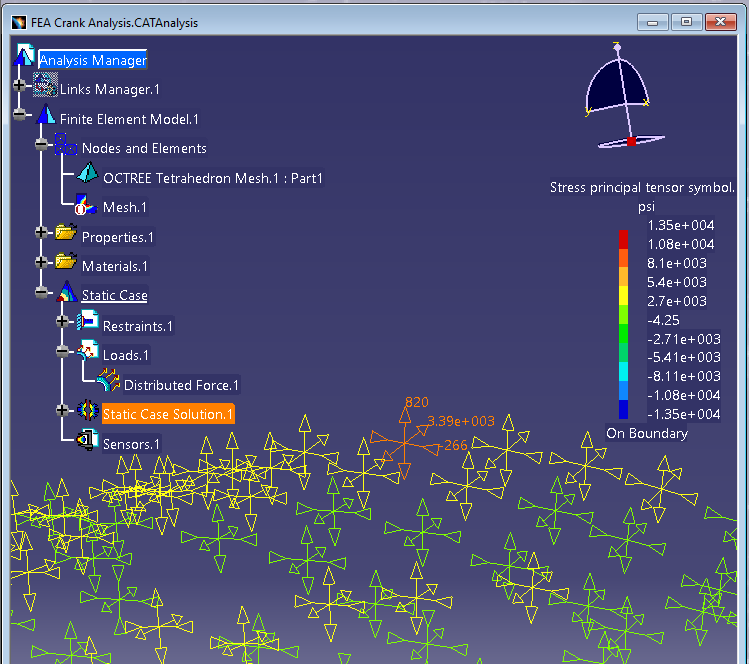 FEA Crank Analysis.CATAnalysis
Analysis Manager
Links Manager.1
Finite Element Model.1
Nodes and Elements
OCTREE Tetrahedron Mesh.1 : Part1
Mesh.1
Properties.1
Materials.1
Static Case
Restraints.1
Loads.1
Distributed Force.1
Static Case Solution.1
Sensors.1
z
y
x
Stress principal tensor symbol.
psi
1.35e+004
1.08e+004
8.1e+003
5.4e+003
2.7e+003
-4.25
-2.71e+003
-5.41e+003
-8.11e+003
-1.08e+004
-1.35e+004
On Boundary
820
3.39e+003
-266